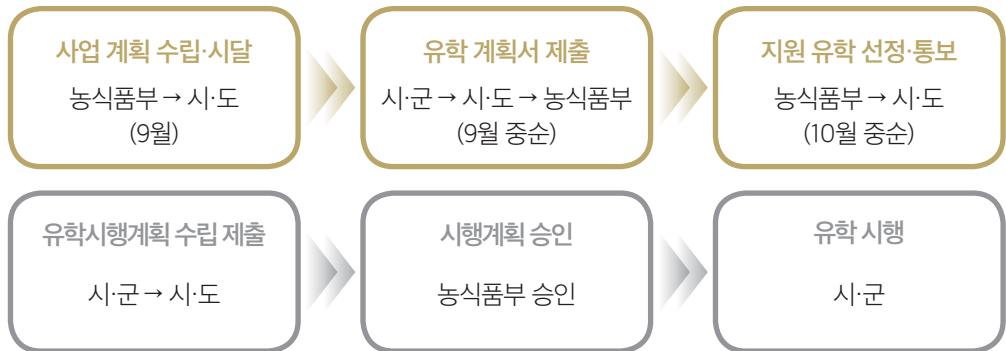 사업 계획 수립·시달
농식품부 → 시·도
(9월)
유학 계획서 제출
시·군 → 시·도 → 농식품부
(9월 중순)
지원 유학 선정·통보
농식품부 → 시·도
(10월 중순)
유학시행계획 수립 제출
시·군 → 시·도
시행계획 승인
농식품부 승인
유학 시행
시·군